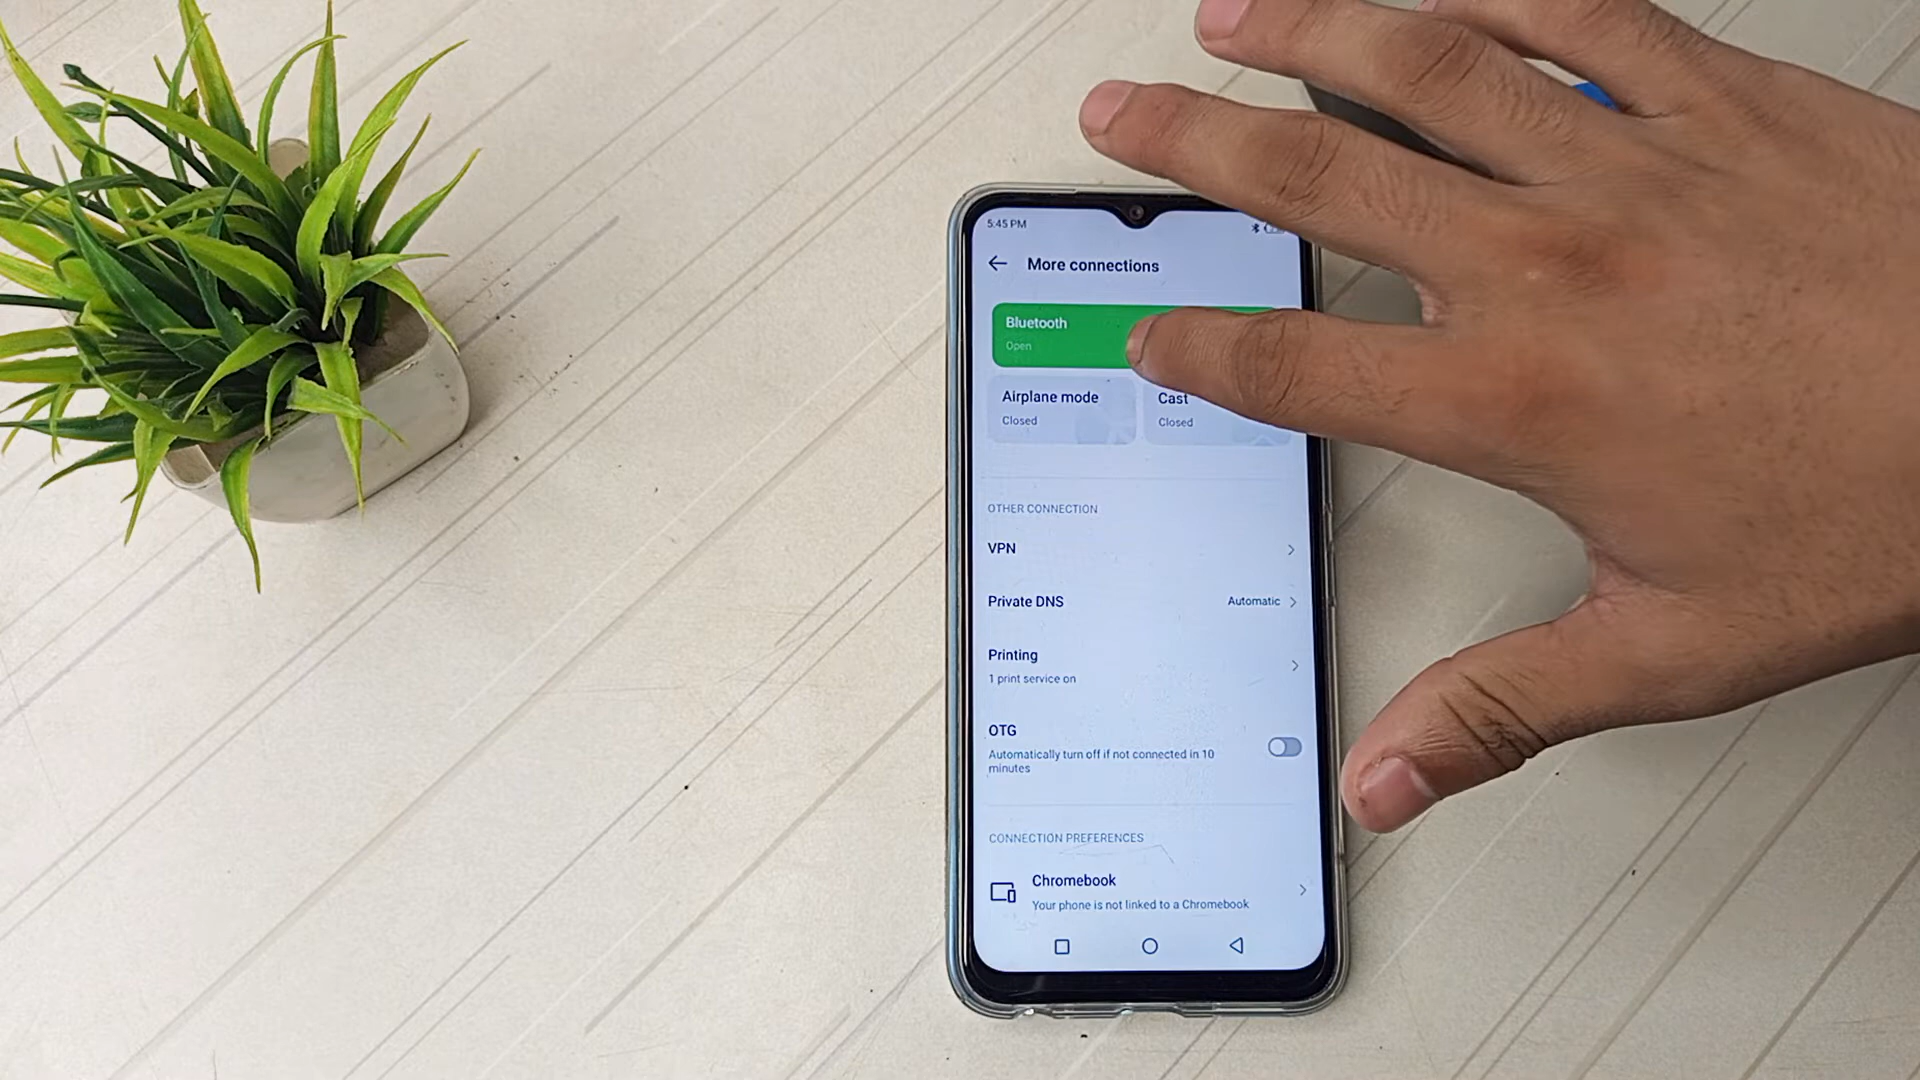 5:45 PM
More connections
Bluetooth
Open
Airplane mode
Closed
Cast
Closed
OTHER CONNECTION
VPN
Private DNS
Automatic
Printing
1 print service on
OTG
Automatically turn off if not connected in 10
minutes
CONNECTION PREFERENCES
Chromebook
Your phone is not linked to a Chromebook